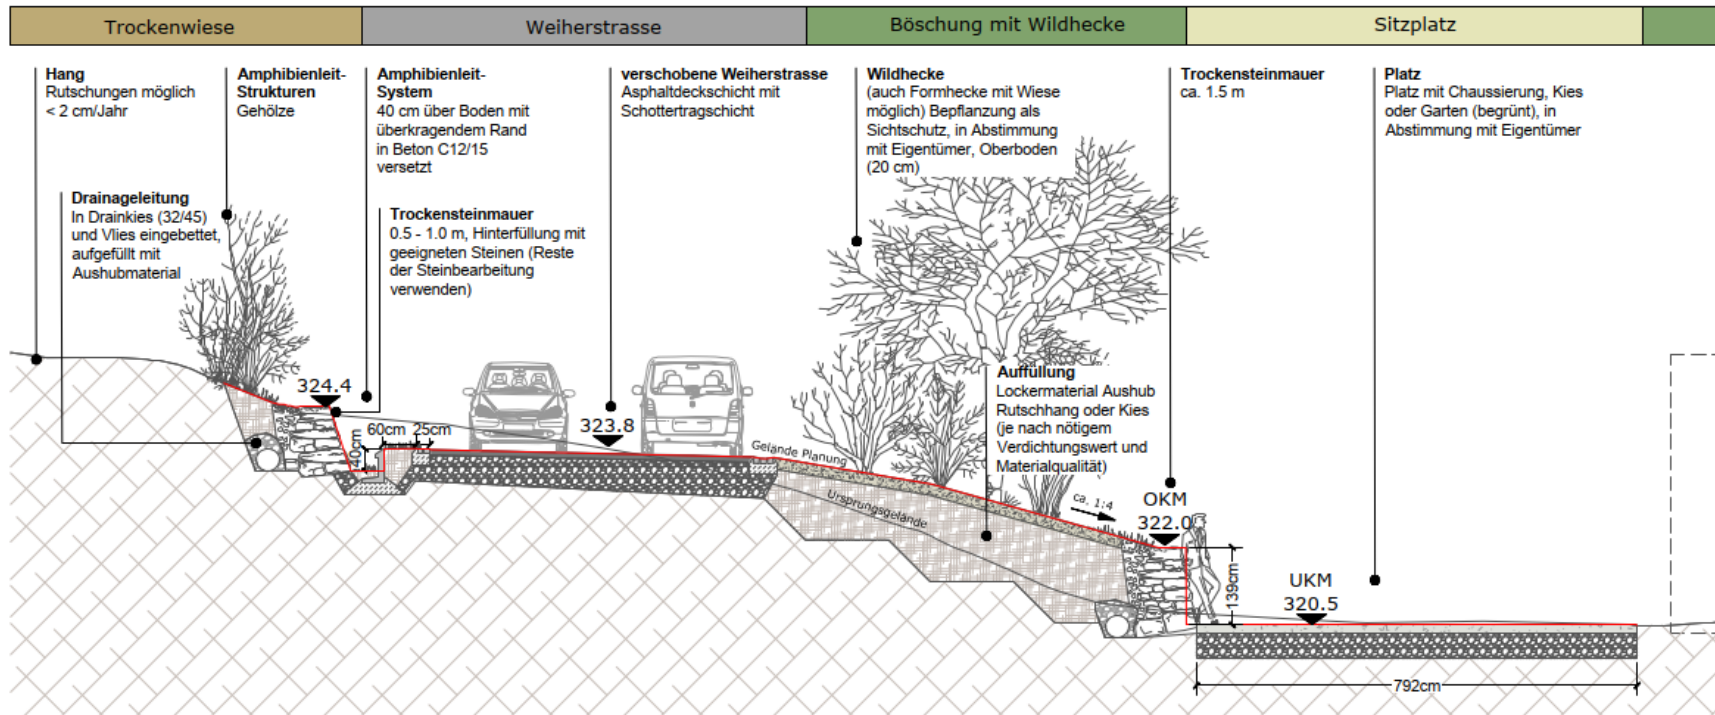 Trockenwiese
Weiherstrasse
Böschung mit Wildhecke
Sitzplatz
Hang
Rutschungen möglich
< 2 cm/Jahr
Amphibienleit-
Strukturen
Gehölze
Amphibienleit-
System
40 cm über Boden mit
überkragendem Rand
in Beton C12/15
versetzt
verschobene Weiherstrasse
Asphaltdeckschicht mit
Schottertragschicht
Wildhecke
(auch Formhecke mit Wiese
möglich) Bepflanzung als
Sichtschutz, in Abstimmung
mit Eigentümer, Oberboden
(20 cm)
Trockensteinmauer
ca. 1.5 m
Platz
Platz mit Chaussierung, Kies
oder Garten (begrünt), in
Abstimmung mit Eigentümer
Drainageleitung
In Drainkies (32/45)
und Vlies eingebettet,
aufgefüllt mit
Aushubmaterial
Trockensteinmauer
0.5 - 1.0 m, Hinterfüllung mit
geeigneten Steinen (Reste
der Steinbearbeitung
verwenden)
Auffüllung
Lockermaterial Aushub
Rutschhang oder Kies
(je nach nötigem
Verdichtungswert und
Materialqualität)
324.4
60cm
25cm
40cm
323.8
Gelände Planung
Ursprungsgelände
ca. 1:4
OKM
322.0
139cm
UKM
320.5
792cm